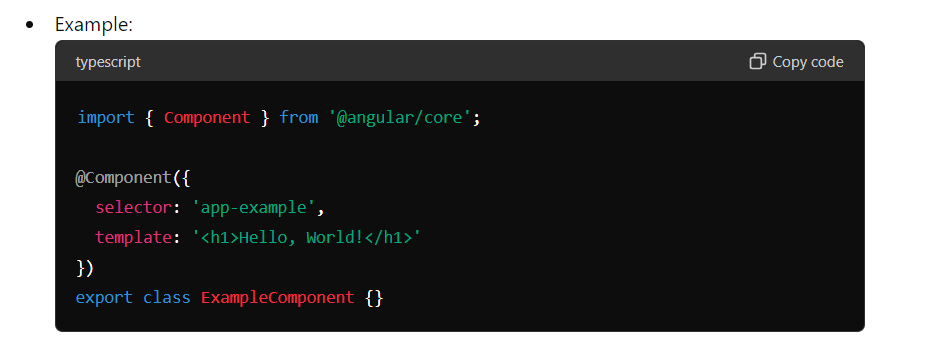 • Example:
typescript Copy code
import { Component } from '@angular/core';
@Component({
  selector: 'app-example',
  template: '<h1>Hello, World!</h1>'
})
export class ExampleComponent {}